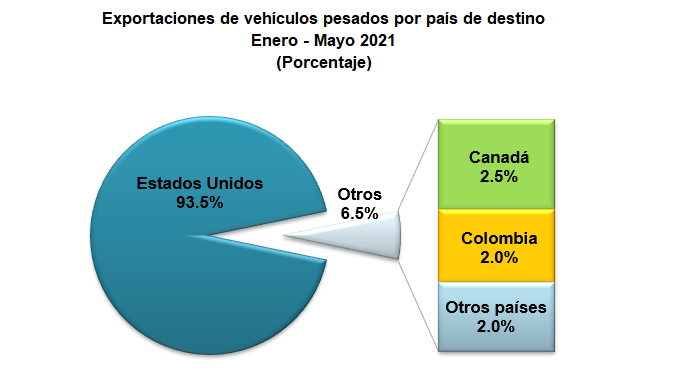 Exportaciones de vehículos pesados por país de destino
Enero - Mayo 2021
(Porcentaje)
Estados Unidos
93.5%
Otros
6.5%
Canadá
2.5%
Colombia
2.0%
Otros países
2.0%